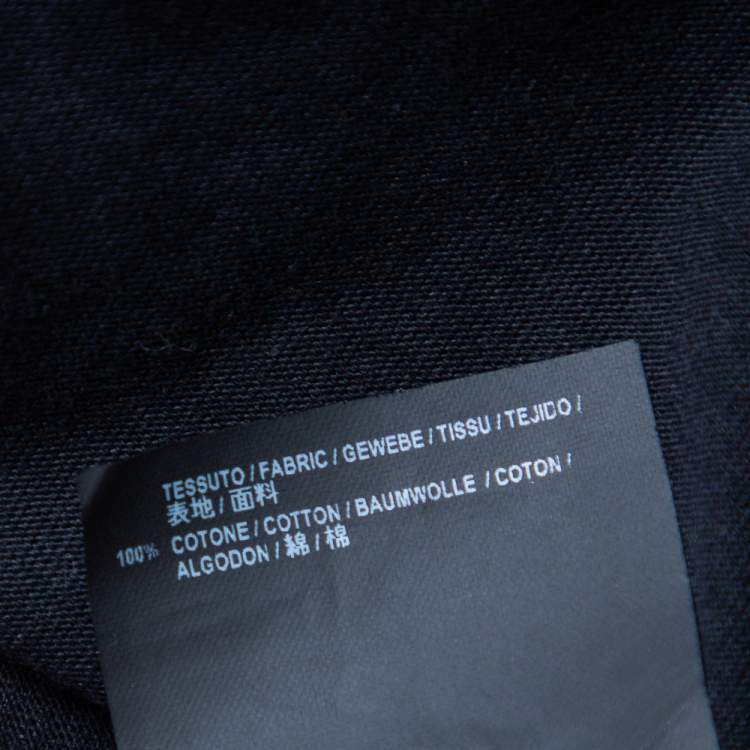 TESSUTO / FABRIC / GEWEBE / TISSU / TEJIDO /
表地 / 面料
100% COTONE / COTTON / BAUMWOLLE / COTON /
ALGODON / 綿 / 棉